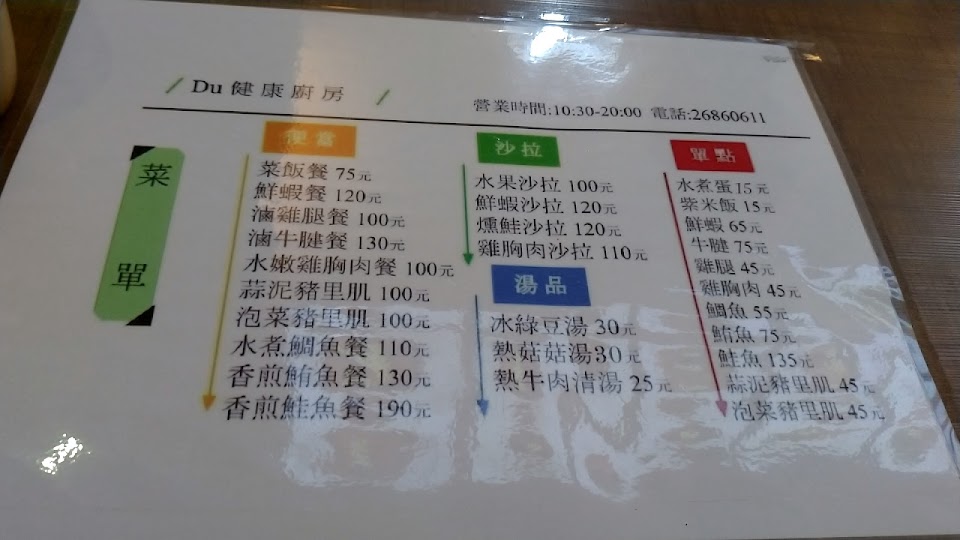 Du健康廚房
營業時間:10:30-20:00 電話:26860611
菜單
便當
菜飯餐 75元
鮮蝦餐 120元
滷雞腿餐 100元
滷牛腱餐 130元
水嫩雞胸肉餐 100元
蒜泥豬里肌 100元
泡菜豬里肌 100元
水煮鯛魚餐 110元
香煎鮪魚餐 130元
香煎鮭魚餐 190元
沙拉
水果沙拉 100元
鮮蝦沙拉 120元
燻鮭沙拉 120元
雞胸肉沙拉 110元
湯品
冰綠豆湯 30元
熱菇菇湯30元
熱牛肉清湯 25元
單點
水煮蛋 15元
紫米飯 15元
鮮蝦 65元
牛腱 75元
雞腿 45元
雞胸肉 45元
鯛魚 55元
鮪魚 75元
鮭魚 135元
蒜泥豬里肌 45元
泡菜豬里肌 45元